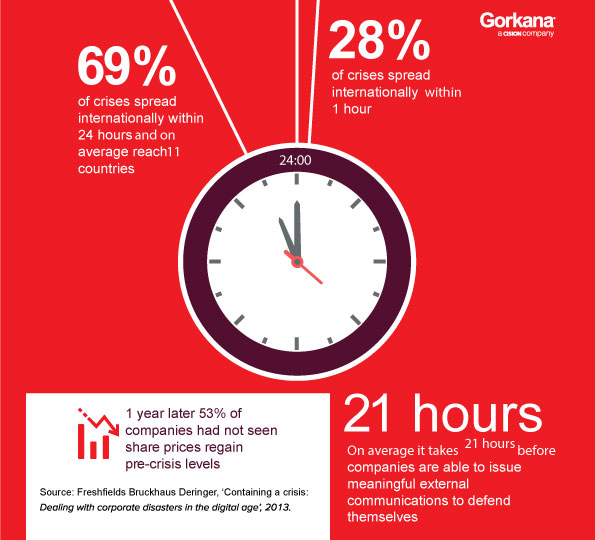 Gorkana
a CISION company
69%
of crises spread
internationally within
24 hours and on
average reach11
countries
28%
of crises spread
internationally within
1 hour
24:00
1 year later 53% of
companies had not seen
share prices regain
pre-crisis levels
Source: Freshfields Bruckhaus Deringer, 'Containing a crisis:
Dealing with corporate disasters in the digital age', 2013.
21 hours
On average it takes 21 hours before
companies are able to issue
meaningful external
communications to defend
themselves